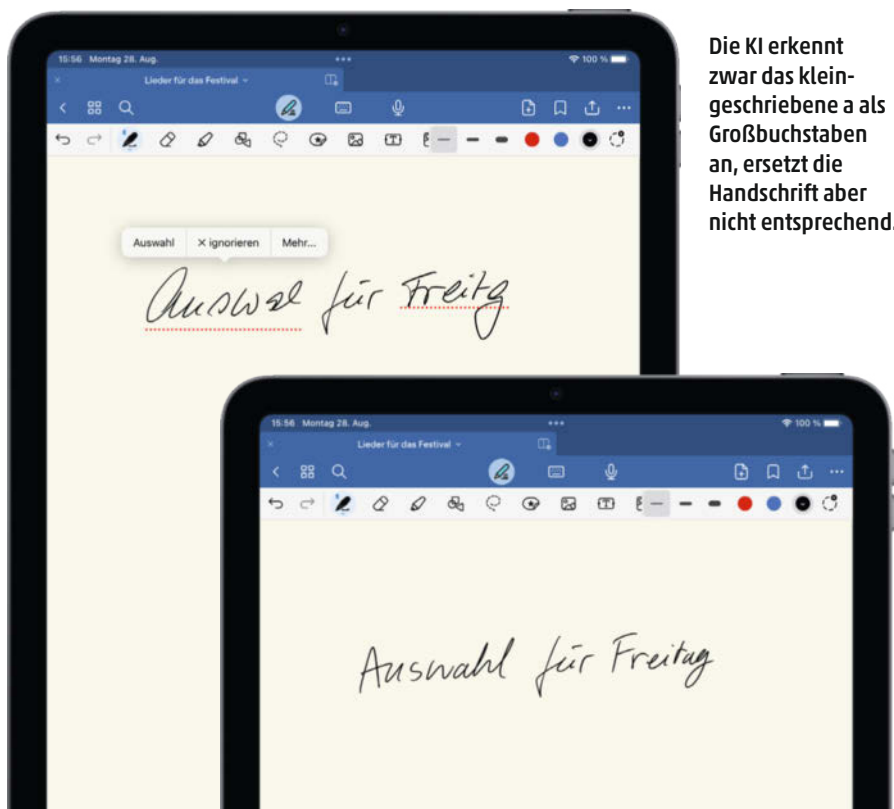 Die KI erkennt
zwar das klein-
geschriebene a als
Großbuchstaben
an, ersetzt die
Handschrift aber
nicht entsprechend.
15:56 Montag 28. Aug.
100 %
Lieder für das Festival
Auswahl × ignorieren Mehr...
Auswal für Freitg
15:56 Montag 28. Aug.
100 %
Lieder für das Festival
Auswahl für Freitag